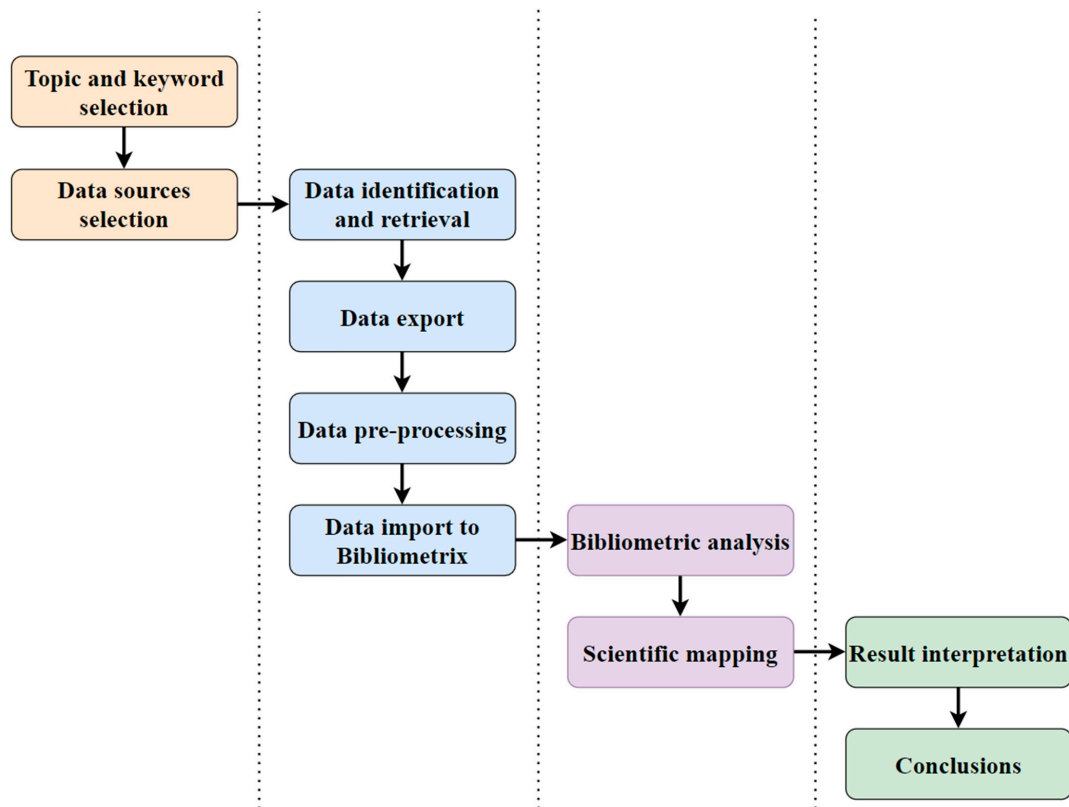 Topic and keyword
selection
Data sources
selection
Data identification
and retrieval
Data export
Data pre-processing
Data import to
Bibliometrix
Bibliometric analysis
Scientific mapping
Result interpretation
Conclusions